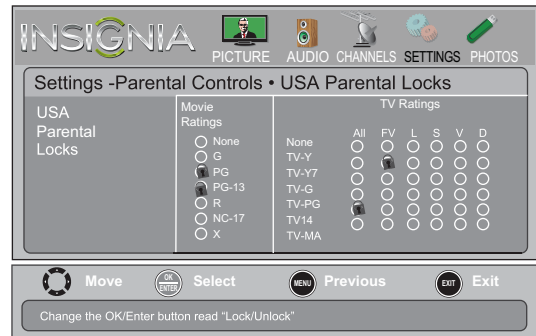 INSIGNIA
PICTURE AUDIO CHANNELS SETTINGS PHOTOS
Settings -Parental Controls • USA Parental Locks
USA
Parental
Locks
Movie
Ratings
None
G
PG
PG-13
R
NC-17
X
TV Ratings
All FV L S V D
None
TV-Y
TV-Y7
TV-G
TV-PG
TV14
TV-MA
Move
OK
ENTER
Select
MENU
Previous
EXIT
Exit
Change the OK/Enter button read “Lock/Unlock”